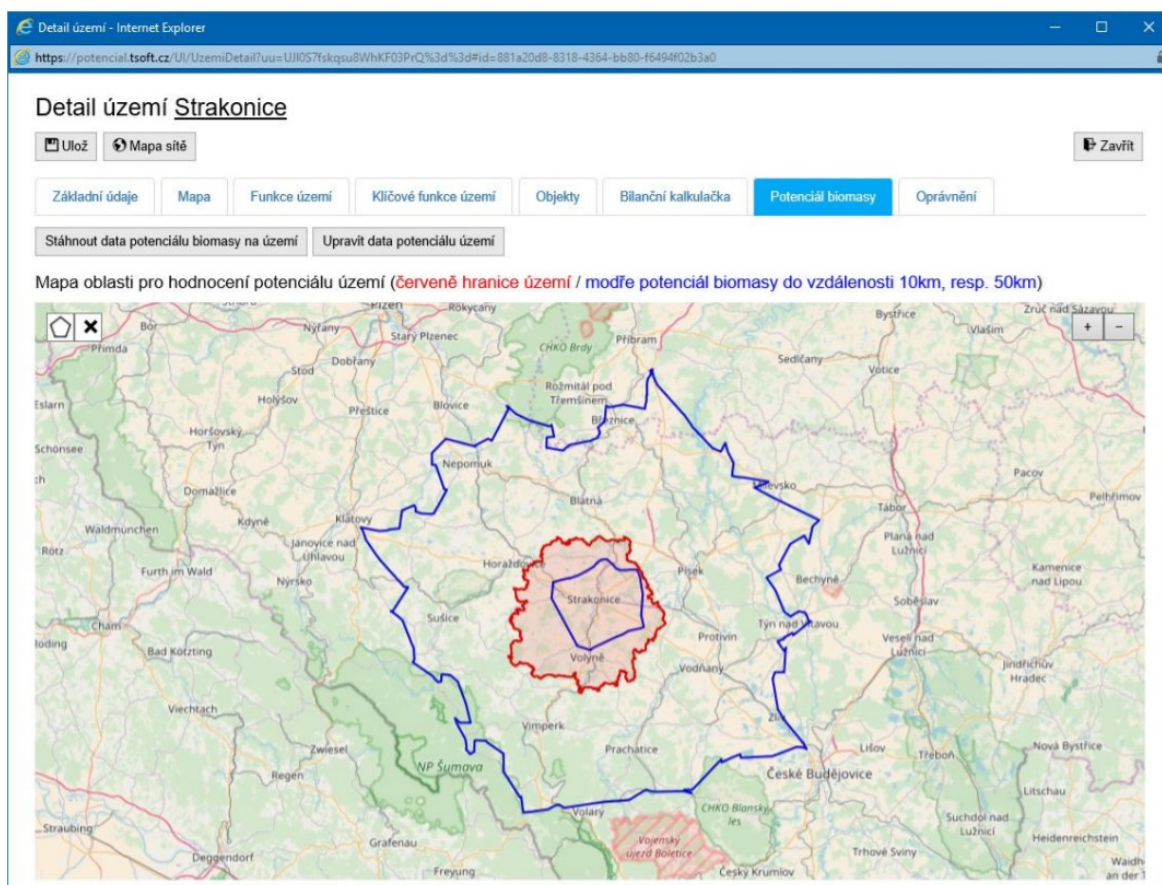 Detail území - Internet Explorer
https://potencial.tsoft.cz/UI/UzemiDetail?uu=UJI0S7fskqsu8WhKF03PrQ%3d%3d#id=881a20d8-8318-4364-bb80-f6494f02b3a0
Detail území Strakonice
Ulož Mapa sítě Zavřít
Základní údaje Mapa Funkce území Klíčové funkce území Objekty Bilanční kalkulačka Potenciál biomasy Oprávnění
Stáhnout data potenciálu biomasy na území Upravit data potenciálu území
Mapa oblasti pro hodnocení potenciálu území (červeně hranice území / modře potenciál biomasy do vzdálenosti 10km, resp. 50km)
Rokycany
Bystřice
Zruč nad Sázavou
Bor
Nýřany
Starý Plzenec
Příbram
Vlašim
+ -
Přimda
CHKO Brdy
Dobřany
Stod
Sedlčany
Votice
Eslarn
Holýšov
Přeštice
Blovice
Rožmitál pod
Třemšínem
Březnice
Horšovský
Týn
Schönsee
Nepomuk
Pacov
Domažlice
Blatná
Tábor
Pelhřimov
Waldmünchen
Kdyně
Klatovy
Rötz
Janovice nad
Úhlavou
Planá nad
Lužnicí
Furth im Wald
Nýrsko
Písek
Bechyně
Kamenice
nad Lipou
Strakonice
Soběslav
Cham
Sušice
Týn nad Vltavou
Bad Kötzting
Protivín
Veselí nad
Lužnicí
Volyně
Vodňany
Jindřichův
Hradec
Viechtach
Vimperk
Zwiesel
Prachatice
Lišov
Nová Bystřice
Regen
NP Šumava
České Budějovice
Třeboň
Litschau
Straubing
Volary
CHKO Blanský
les
Suchdol nad
Lužnicí
Grafenau
Vojenský
újezd Boletice
Trhové Sviny
Heidenreichstein
Deggendorf
Freyung
Český Krumlov
Waidh
an der T